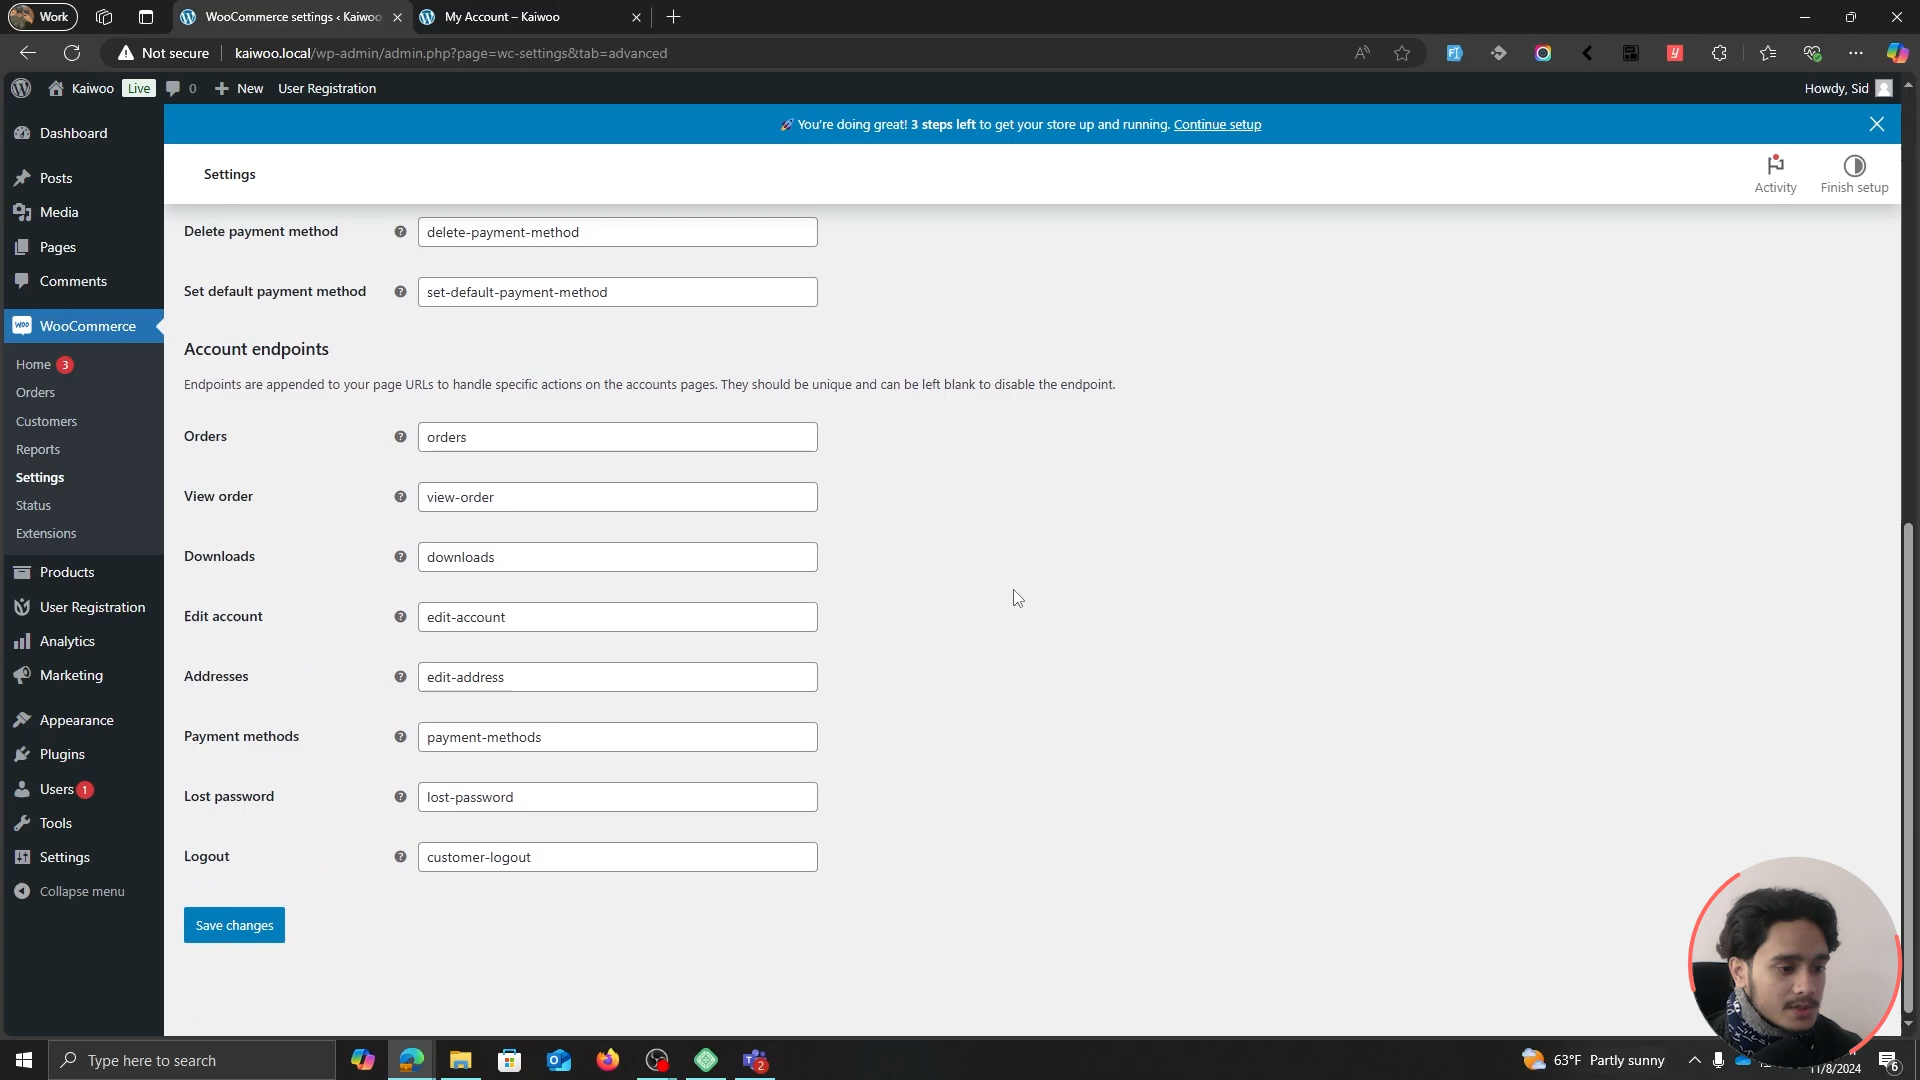 Work
WooCommerce settings ‹ Kaiwoo
My Account – Kaiwoo
Not secure
kaiwoo.local/wp-admin/admin.php?page=wc-settings&tab=advanced
Kaiwoo
Live
0
New
User Registration
Howdy, Sid
Dashboard
Posts
Media
Pages
Comments
WooCommerce
Home 3
Orders
Customers
Reports
Settings
Status
Extensions
Products
User Registration
Analytics
Marketing
Appearance
Plugins
Users 1
Tools
Settings
Collapse menu
🚀 You're doing great! 3 steps left to get your store up and running. Continue setup
Settings
Activity
Finish setup
Delete payment method
delete-payment-method
Set default payment method
set-default-payment-method
Account endpoints
Endpoints are appended to your page URLs to handle specific actions on the accounts pages. They should be unique and can be left blank to disable the endpoint.
Orders
orders
View order
view-order
Downloads
downloads
Edit account
edit-account
Addresses
edit-address
Payment methods
payment-methods
Lost password
lost-password
Logout
customer-logout
Save changes
Type here to search
2
63°F Partly sunny
11/8/2024
6